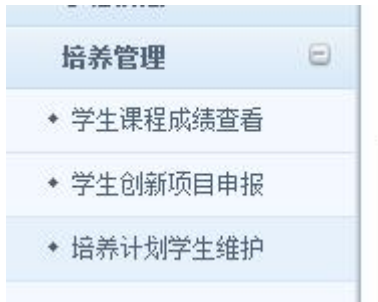 培养管理
学生课程成绩查看
学生创新项目申报
培养计划学生维护